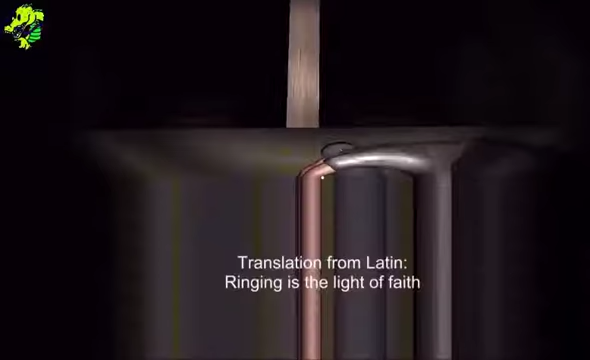 Translation from Latin:
Ringing is the light of faith